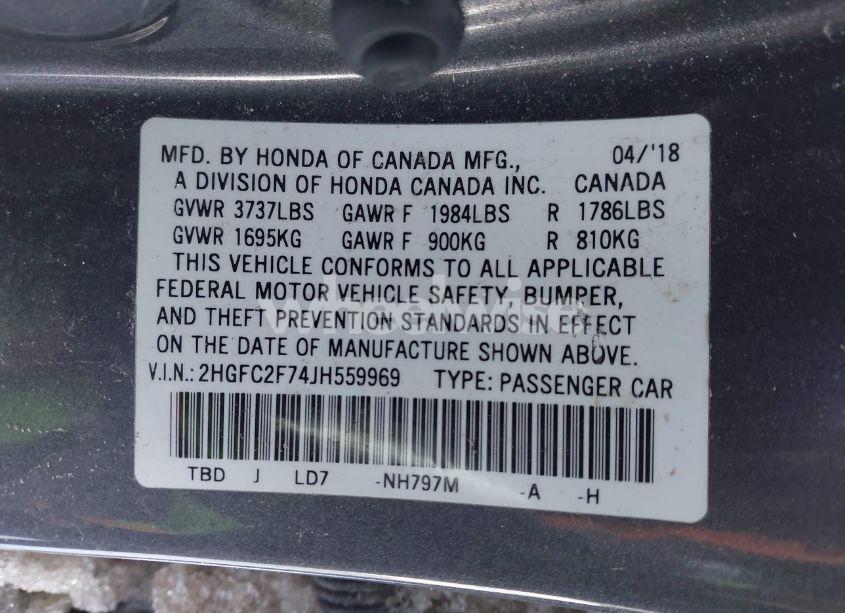 MFD. BY HONDA OF CANADA MFG., 04/'18
A DIVISION OF HONDA CANADA INC. CANADA
GVWR 3737LBS GAWR F 1984LBS R 1786LBS
GVWR 1695KG GAWR F 900KG R 810KG
THIS VEHICLE CONFORMS TO ALL APPLICABLE
FEDERAL MOTOR VEHICLE SAFETY, BUMPER,
AND THEFT PREVENTION STANDARDS IN EFFECT
ON THE DATE OF MANUFACTURE SHOWN ABOVE.
V.I.N.: 2HGFC2F74JH559969 TYPE: PASSENGER CAR
TBD J LD7 -NH797M -A -H
wheelwise